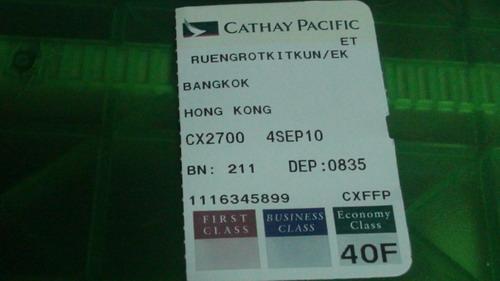 CATHAY PACIFIC
ET
RUENGROTKITKUN/EK
BANGKOK
HONG KONG
CX2700 4SEP10
BN: 211 DEP:0835
1116345899 CXFFP
FIRST CLASS BUSINESS CLASS Economy Class
40F